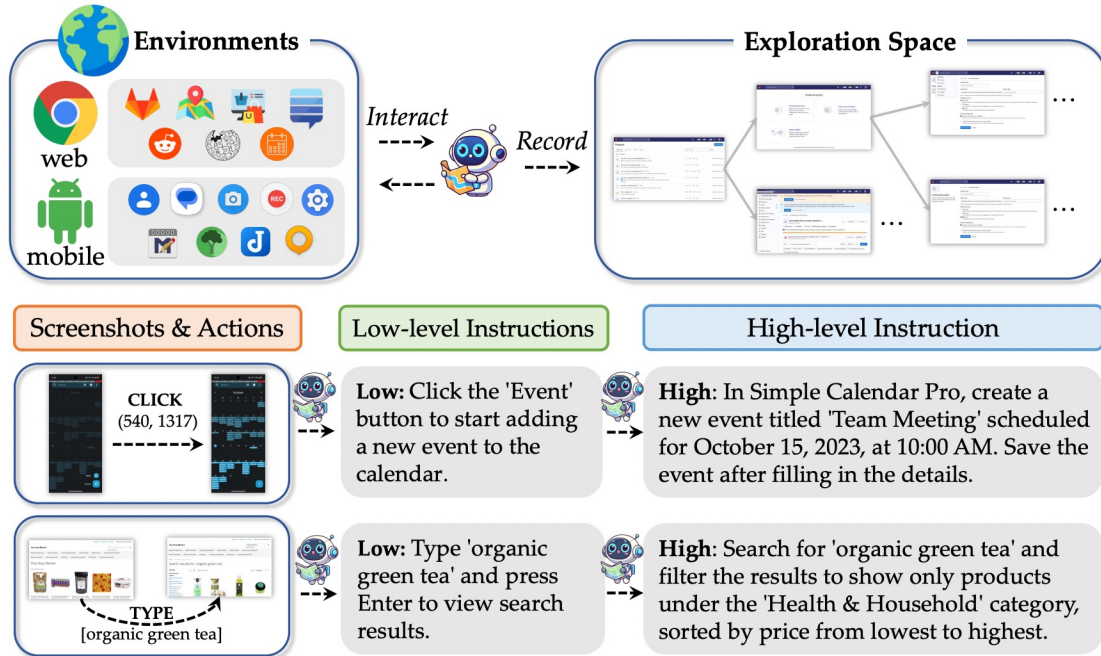 Environments
Exploration Space
web
REC
mobile
Interact
Record
...
...
...
Screenshots & Actions
Low-level Instructions
High-level Instruction
CLICK
(540, 1317)
Low: Click the 'Event'
button to start adding
a new event to the
calendar.
High: In Simple Calendar Pro, create a
new event titled 'Team Meeting' scheduled
for October 15, 2023, at 10:00 AM. Save the
event after filling in the details.
TYPE
[organic green tea]
Low: Type 'organic
green tea' and press
Enter to view search
results.
High: Search for 'organic green tea' and
filter the results to show only products
under the 'Health & Household' category,
sorted by price from lowest to highest.